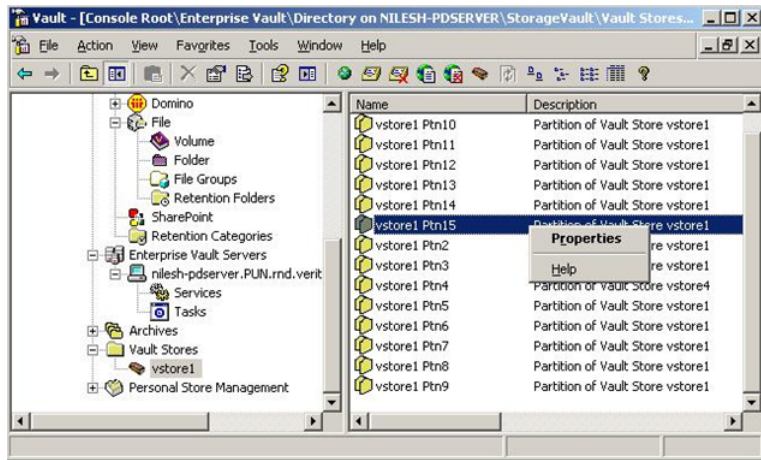 Vault - [Console Root\Enterprise Vault\Directory on NILESH-PDSERVER\StorageVault\Vault Stores...
File Action View Favorites Tools Window Help
Domino
File
Volume
Folder
File Groups
Retention Folders
SharePoint
Retention Categories
Enterprise Vault Servers
nilesh-pdserver.PUN.rnd.verit
Services
Tasks
Archives
Vault Stores
vstore1
Personal Store Management
Name Description
vstore1 Ptn10 Partition of Vault Store vstore1
vstore1 Ptn11 Partition of Vault Store vstore1
vstore1 Ptn12 Partition of Vault Store vstore1
vstore1 Ptn13 Partition of Vault Store vstore1
vstore1 Ptn14 Partition of Vault Store vstore1
vstore1 Ptn15 Partition of Vault Store vstore1
vstore1 Ptn2 re vstore1
vstore1 Ptn3 re vstore1
vstore1 Ptn4 Partition of Vault Store vstore4
vstore1 Ptn5 Partition of Vault Store vstore1
vstore1 Ptn6 Partition of Vault Store vstore1
vstore1 Ptn7 Partition of Vault Store vstore1
vstore1 Ptn8 Partition of Vault Store vstore1
vstore1 Ptn9 Partition of Vault Store vstore1
Properties
Help